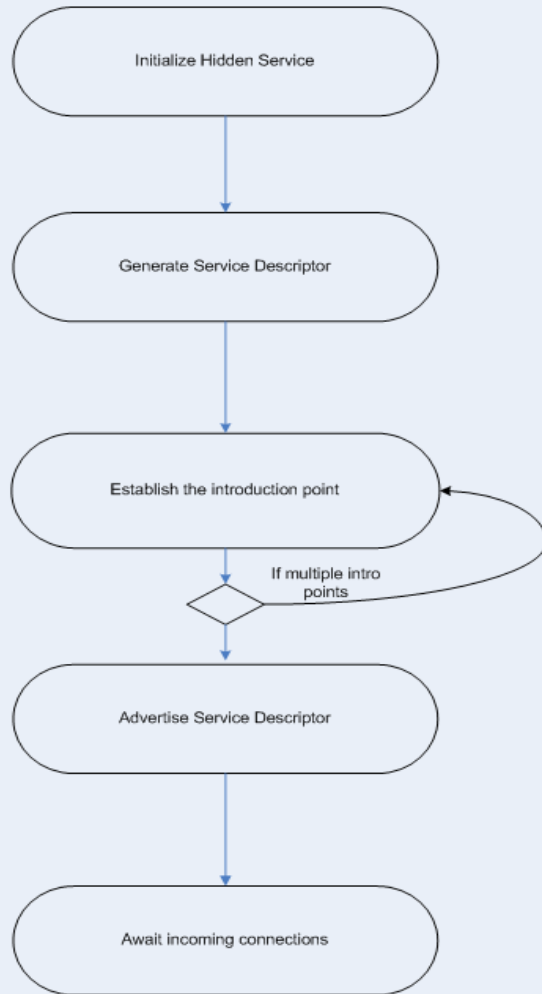 Initialize Hidden Service
Generate Service Descriptor
Establish the introduction point
If multiple intro
points
Advertise Service Descriptor
Await incoming connections